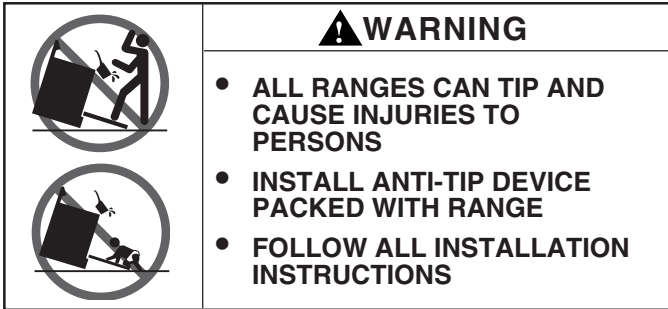 WARNING
• ALL RANGES CAN TIP AND
CAUSE INJURIES TO
PERSONS
• INSTALL ANTI-TIP DEVICE
PACKED WITH RANGE
• FOLLOW ALL INSTALLATION
INSTRUCTIONS